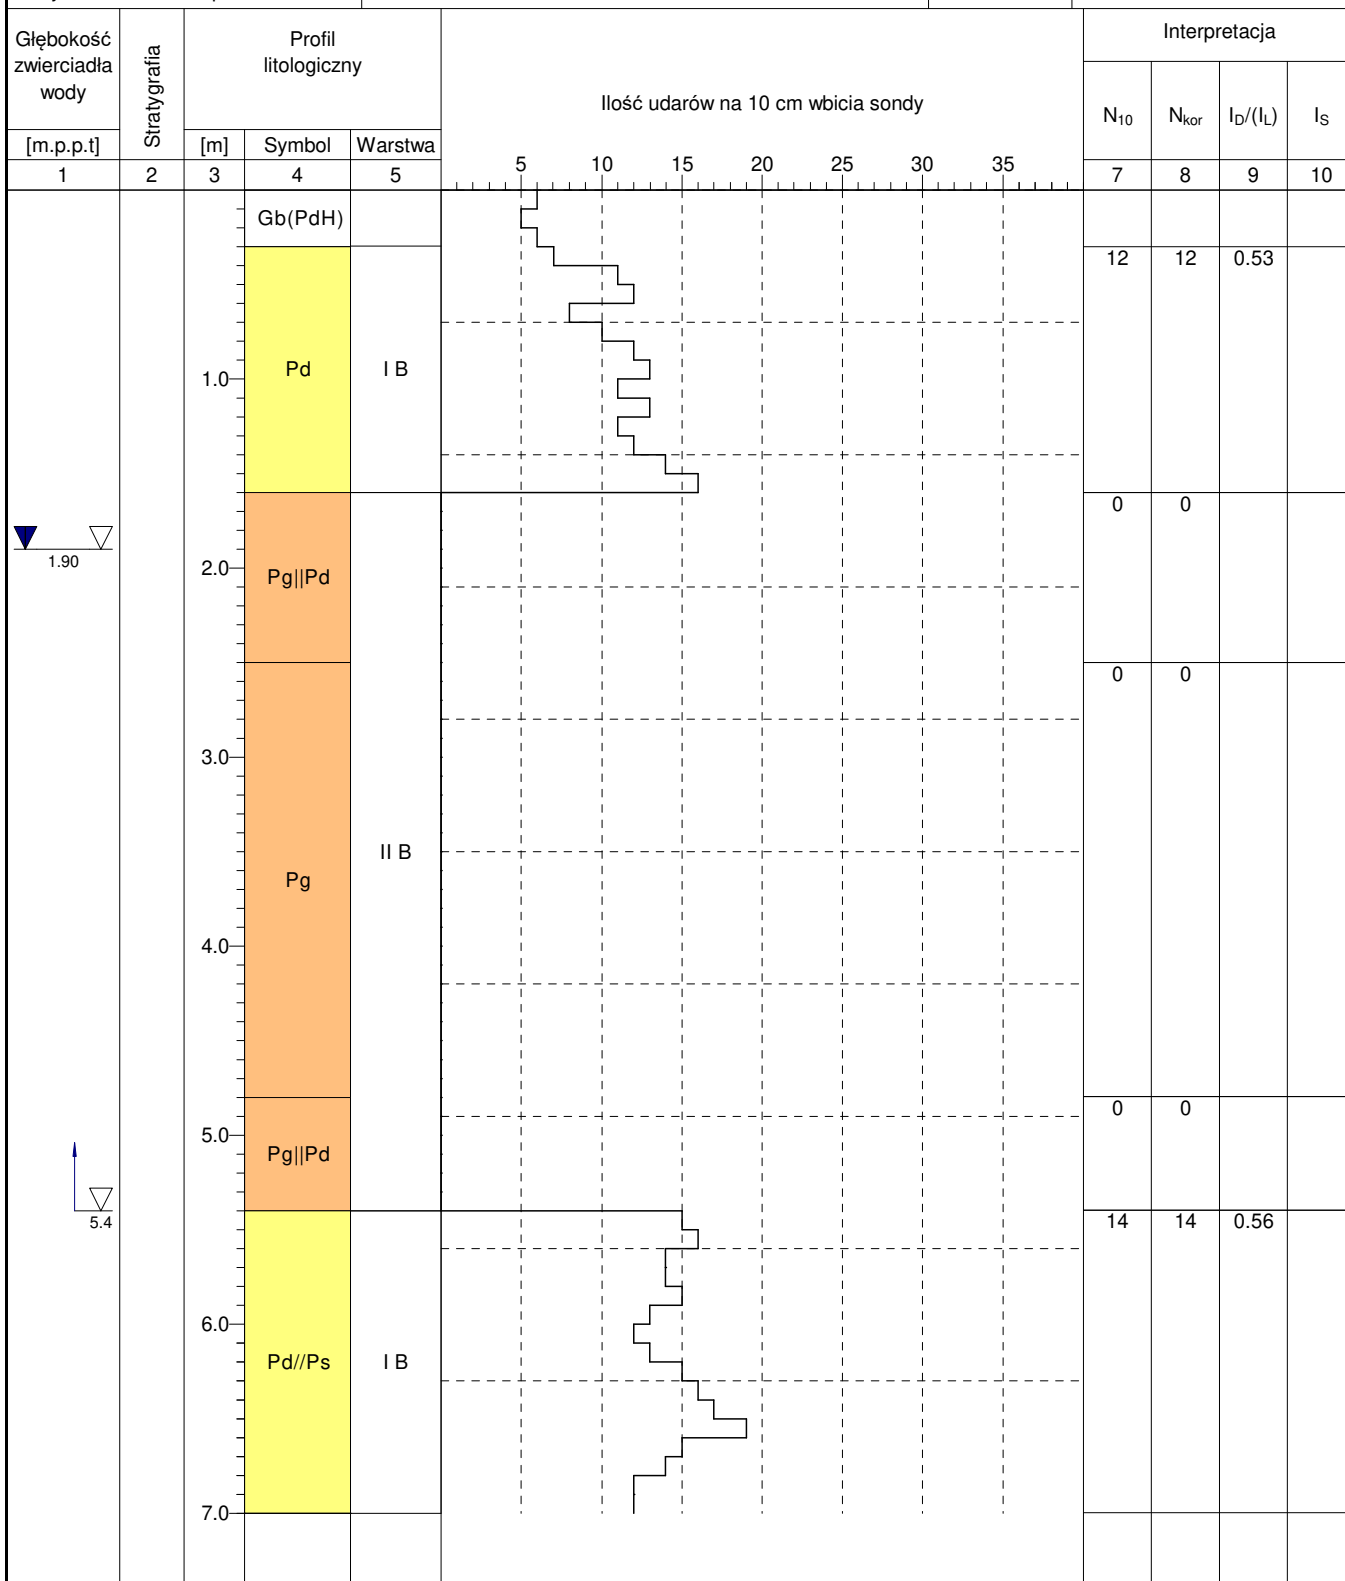 Głębokość
zwierciadła
wody
[m.p.p.t]
Stratygrafia
Profil
litologiczny
[m] Symbol Warstwa
Ilość udarów na 10 cm wbicia sondy
Interpretacja
N10 Nkor ID/(IL) IS
5 10 15 20 25 30 35
1 2 3 4 5 7 8 9 10
Gb(PdH)
12 12 0.53
1.0 Pd I B
0 0
1.90
2.0 Pg||Pd
0 0
3.0
II B
Pg
4.0
0 0
5.0
Pg||Pd
5.4
14 14 0.56
6.0
Pd//Ps I B
7.0